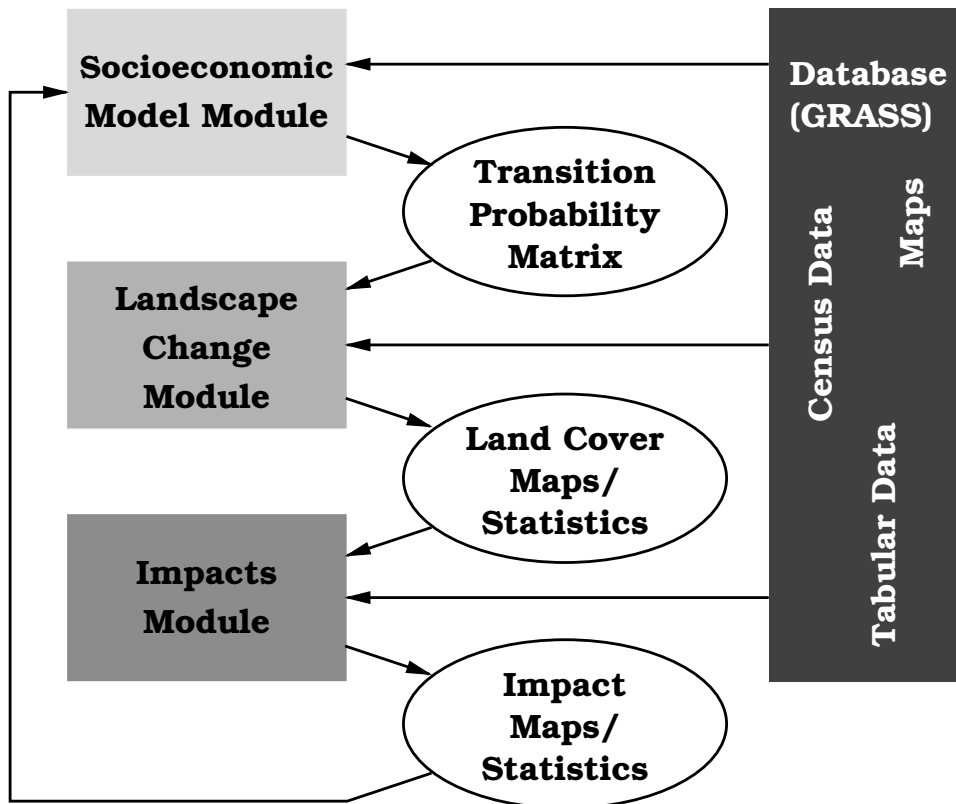 Socioeconomic
Model Module
Database
(GRASS)
Transition
Probability
Matrix
Maps
Census Data
Landscape
Change
Module
Land Cover
Maps/
Statistics
Tabular Data
Impacts
Module
Impact
Maps/
Statistics